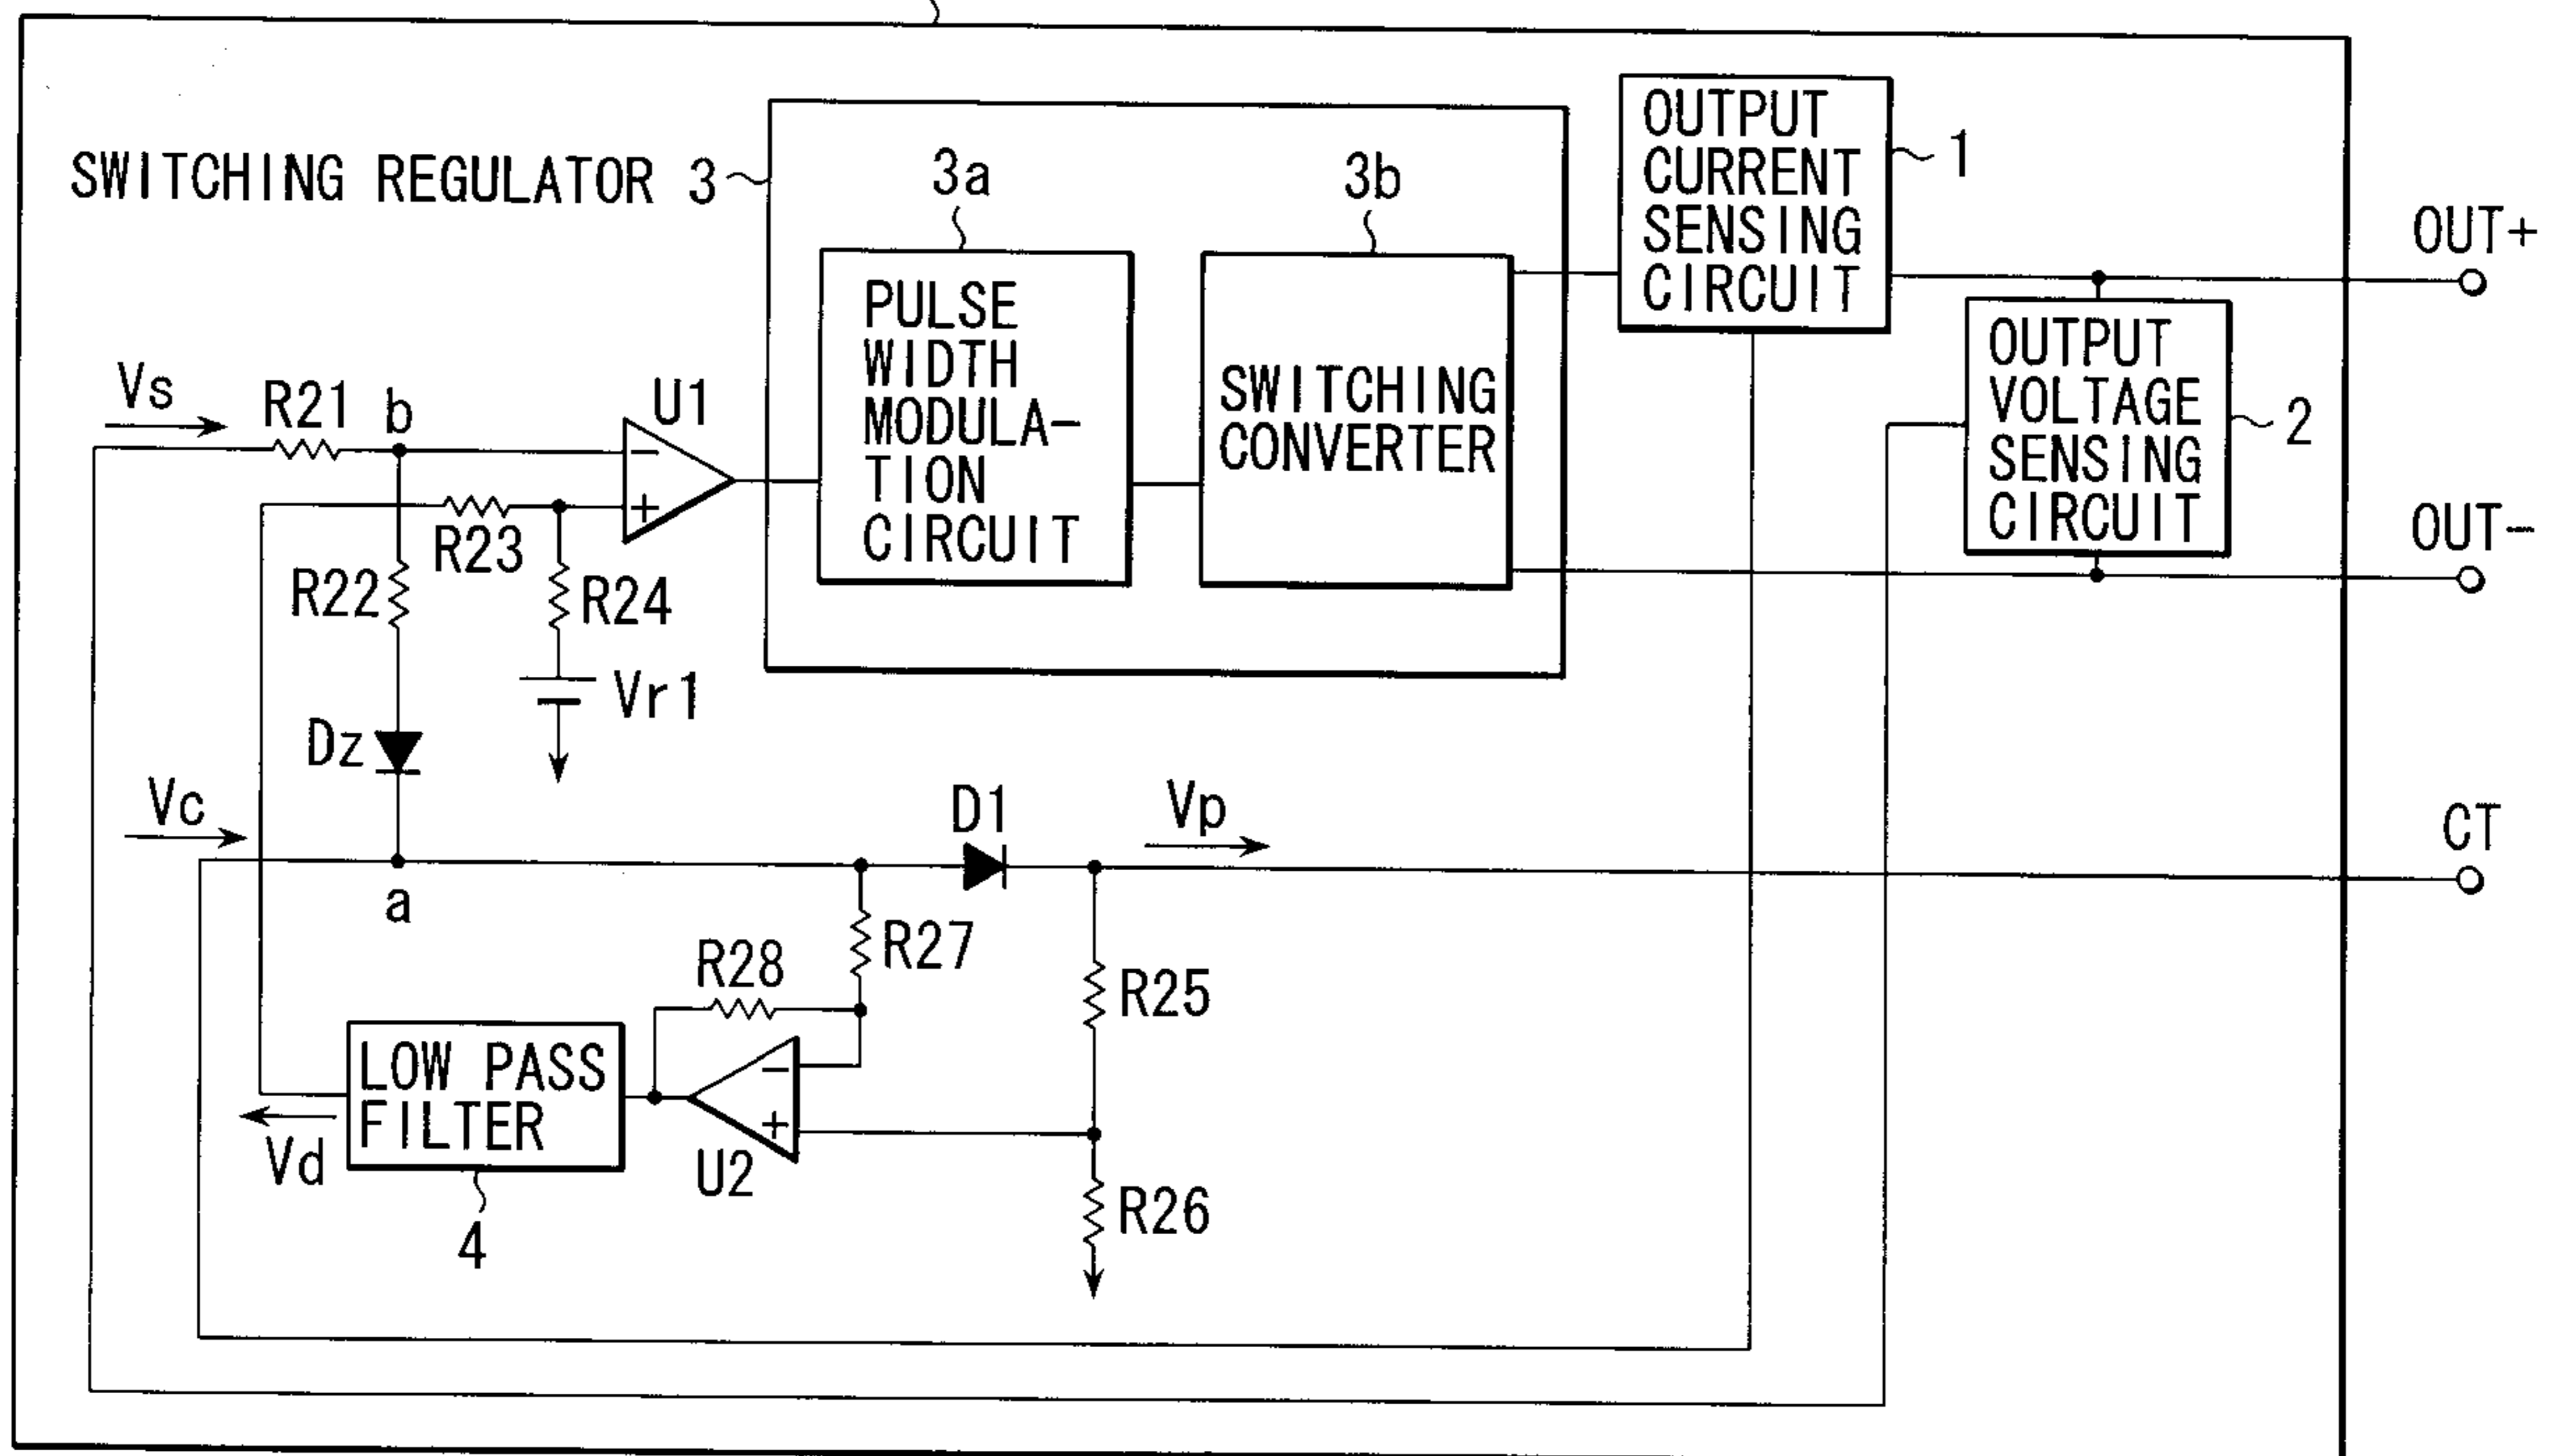 SWITCHING REGULATOR 3
3a
3b
OUTPUT
CURRENT
SENSING
CIRCUIT
1
OUT+
PULSE
WIDTH
MODULA-
TION
CIRCUIT
SWITCHING
CONVERTER
OUTPUT
VOLTAGE
SENSING
CIRCUIT
2
OUT-
Vs
R21
b
U1
-
+
R23
R22
R24
Vr1
Dz
Vc
a
D1
Vp
CT
R27
R28
R25
LOW PASS
FILTER
-
+
U2
Vd
4
R26